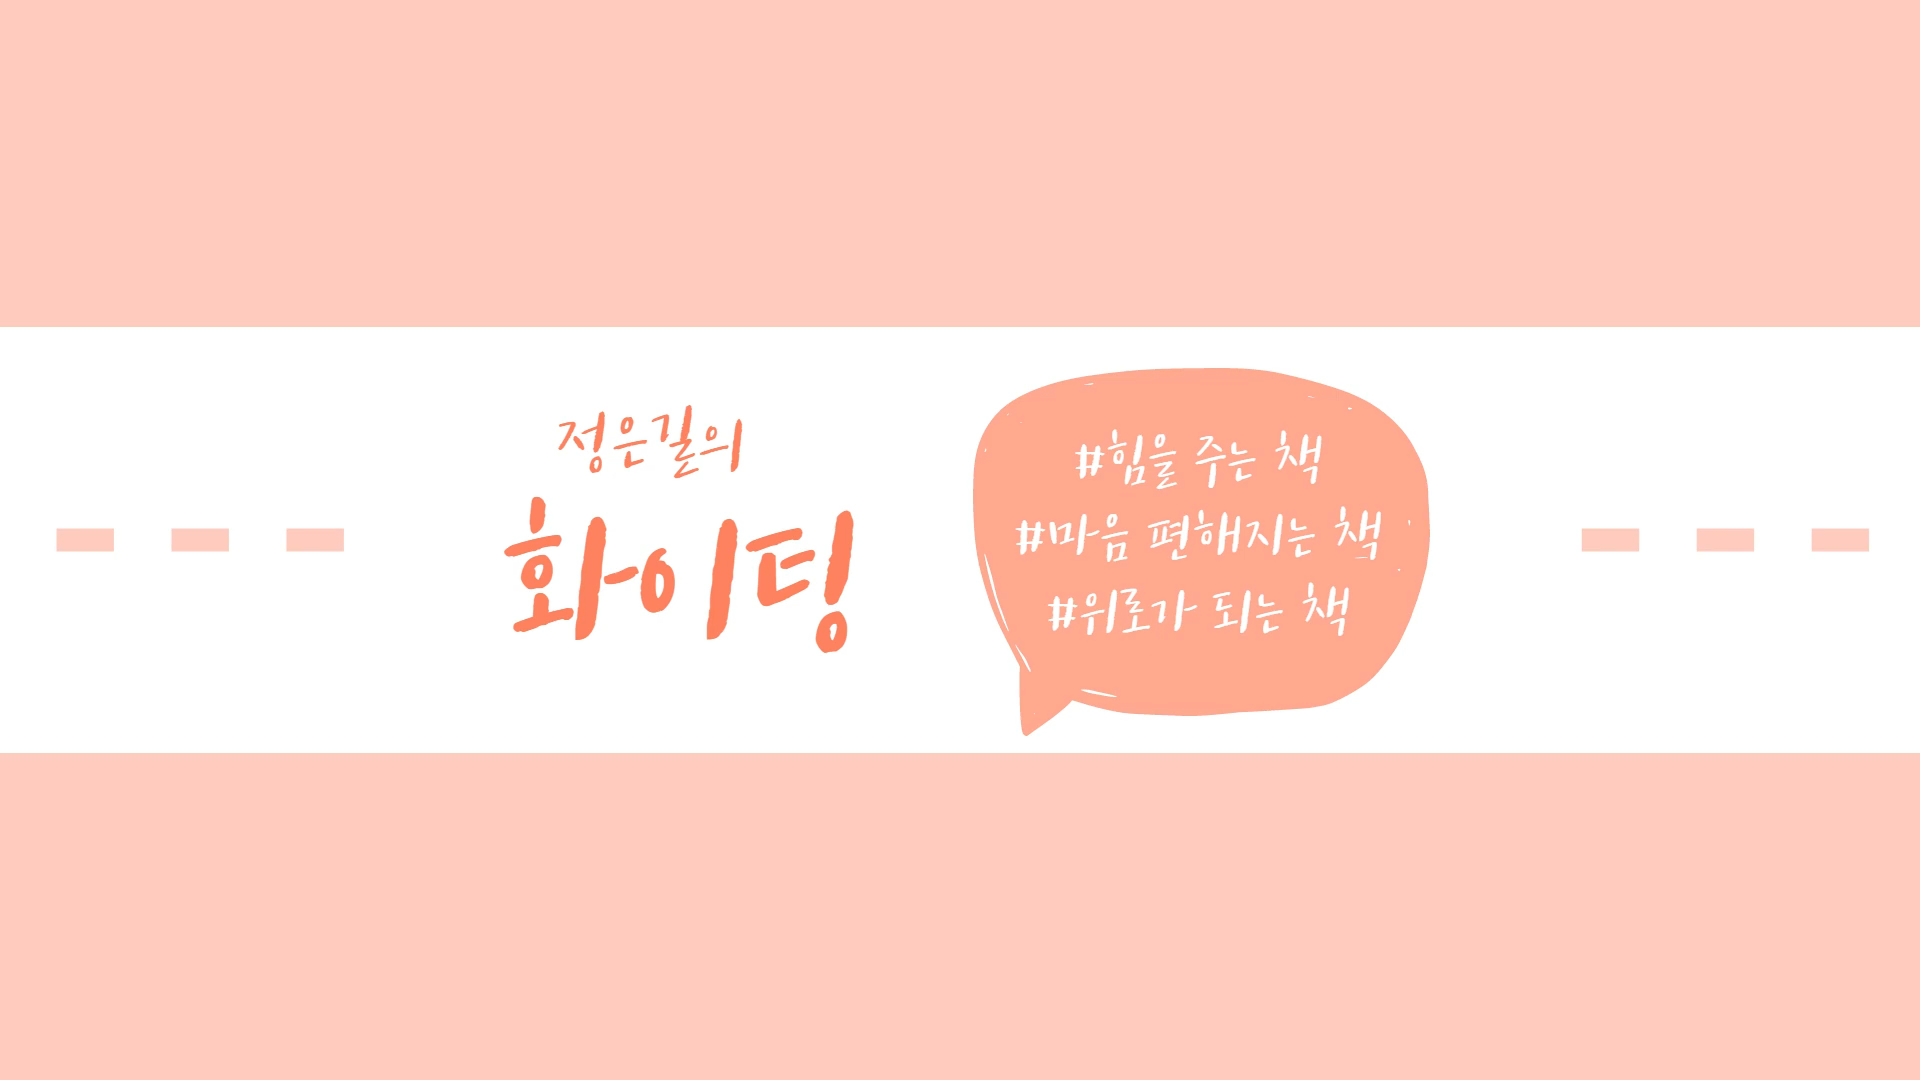 정은길의
화이팅
#힘을 주는 책
#마음 편해지는 책
#위로가 되는 책